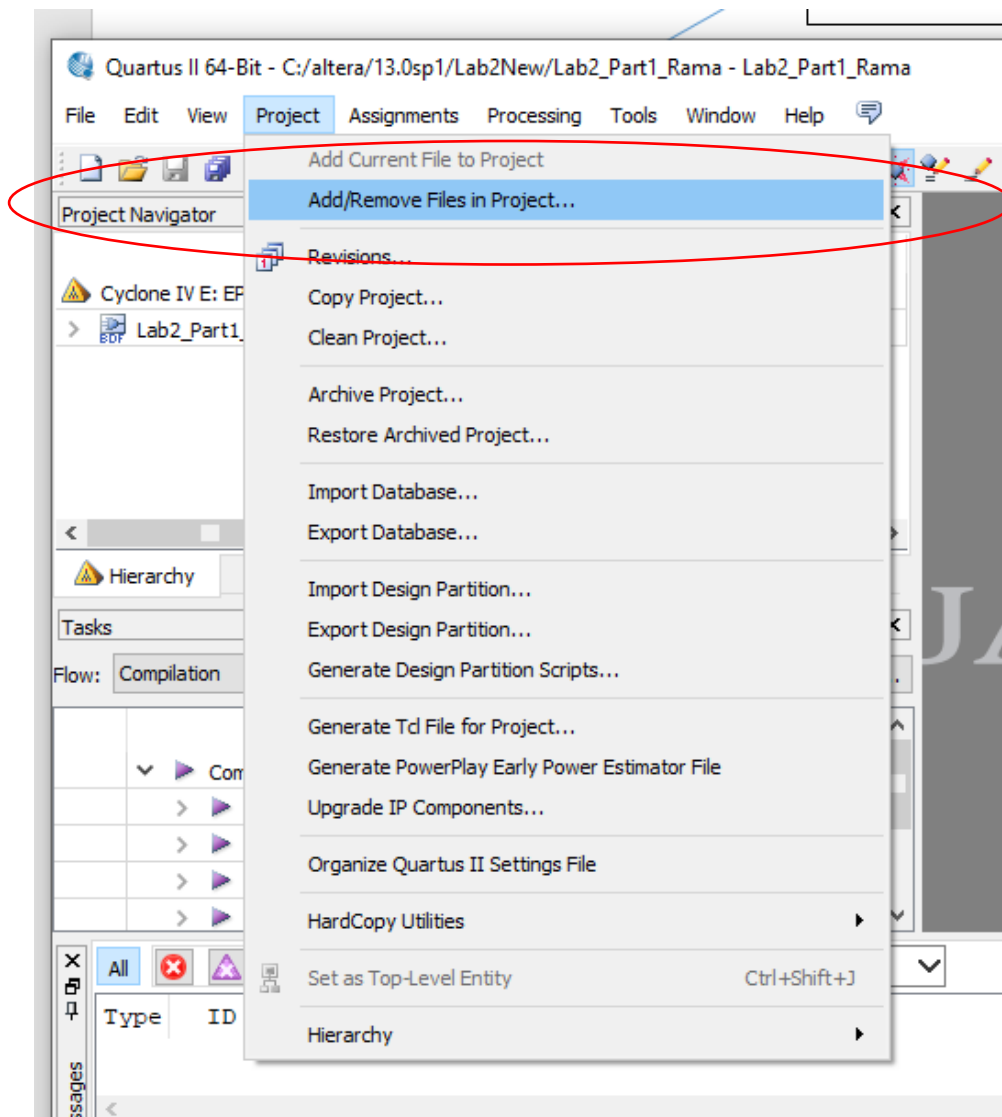 Quartus II 64-Bit - C:/altera/13.0sp1/Lab2New/Lab2_Part1_Rama - Lab2_Part1_Rama
File Edit View Project Assignments Processing Tools Window Help
Add Current File to Project
Add/Remove Files in Project...
Project Navigator
Revisions...
Cyclone IV E: EP
Copy Project...
Lab2_Part1_
Clean Project...
Archive Project...
Restore Archived Project...
Import Database...
Export Database...
Hierarchy
Import Design Partition...
Tasks
Export Design Partition...
Flow: Compilation
Generate Design Partition Scripts...
Generate Tcl File for Project...
Com
Generate PowerPlay Early Power Estimator File
Upgrade IP Components...
Organize Quartus II Settings File
HardCopy Utilities
All
Set as Top-Level Entity Ctrl+Shift+J
Type ID
Hierarchy